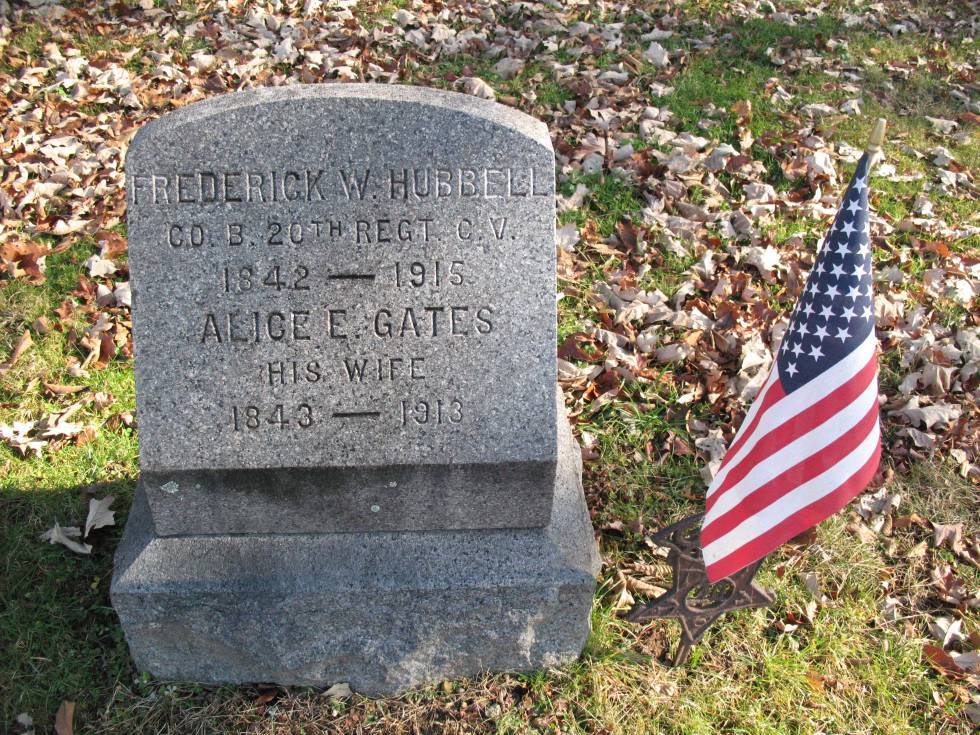 FREDERICK W. HUBBELL
CO. B. 20TH REGT. C.V.
1842 — 1915
ALICE E. GATES
HIS WIFE
1843 — 1913